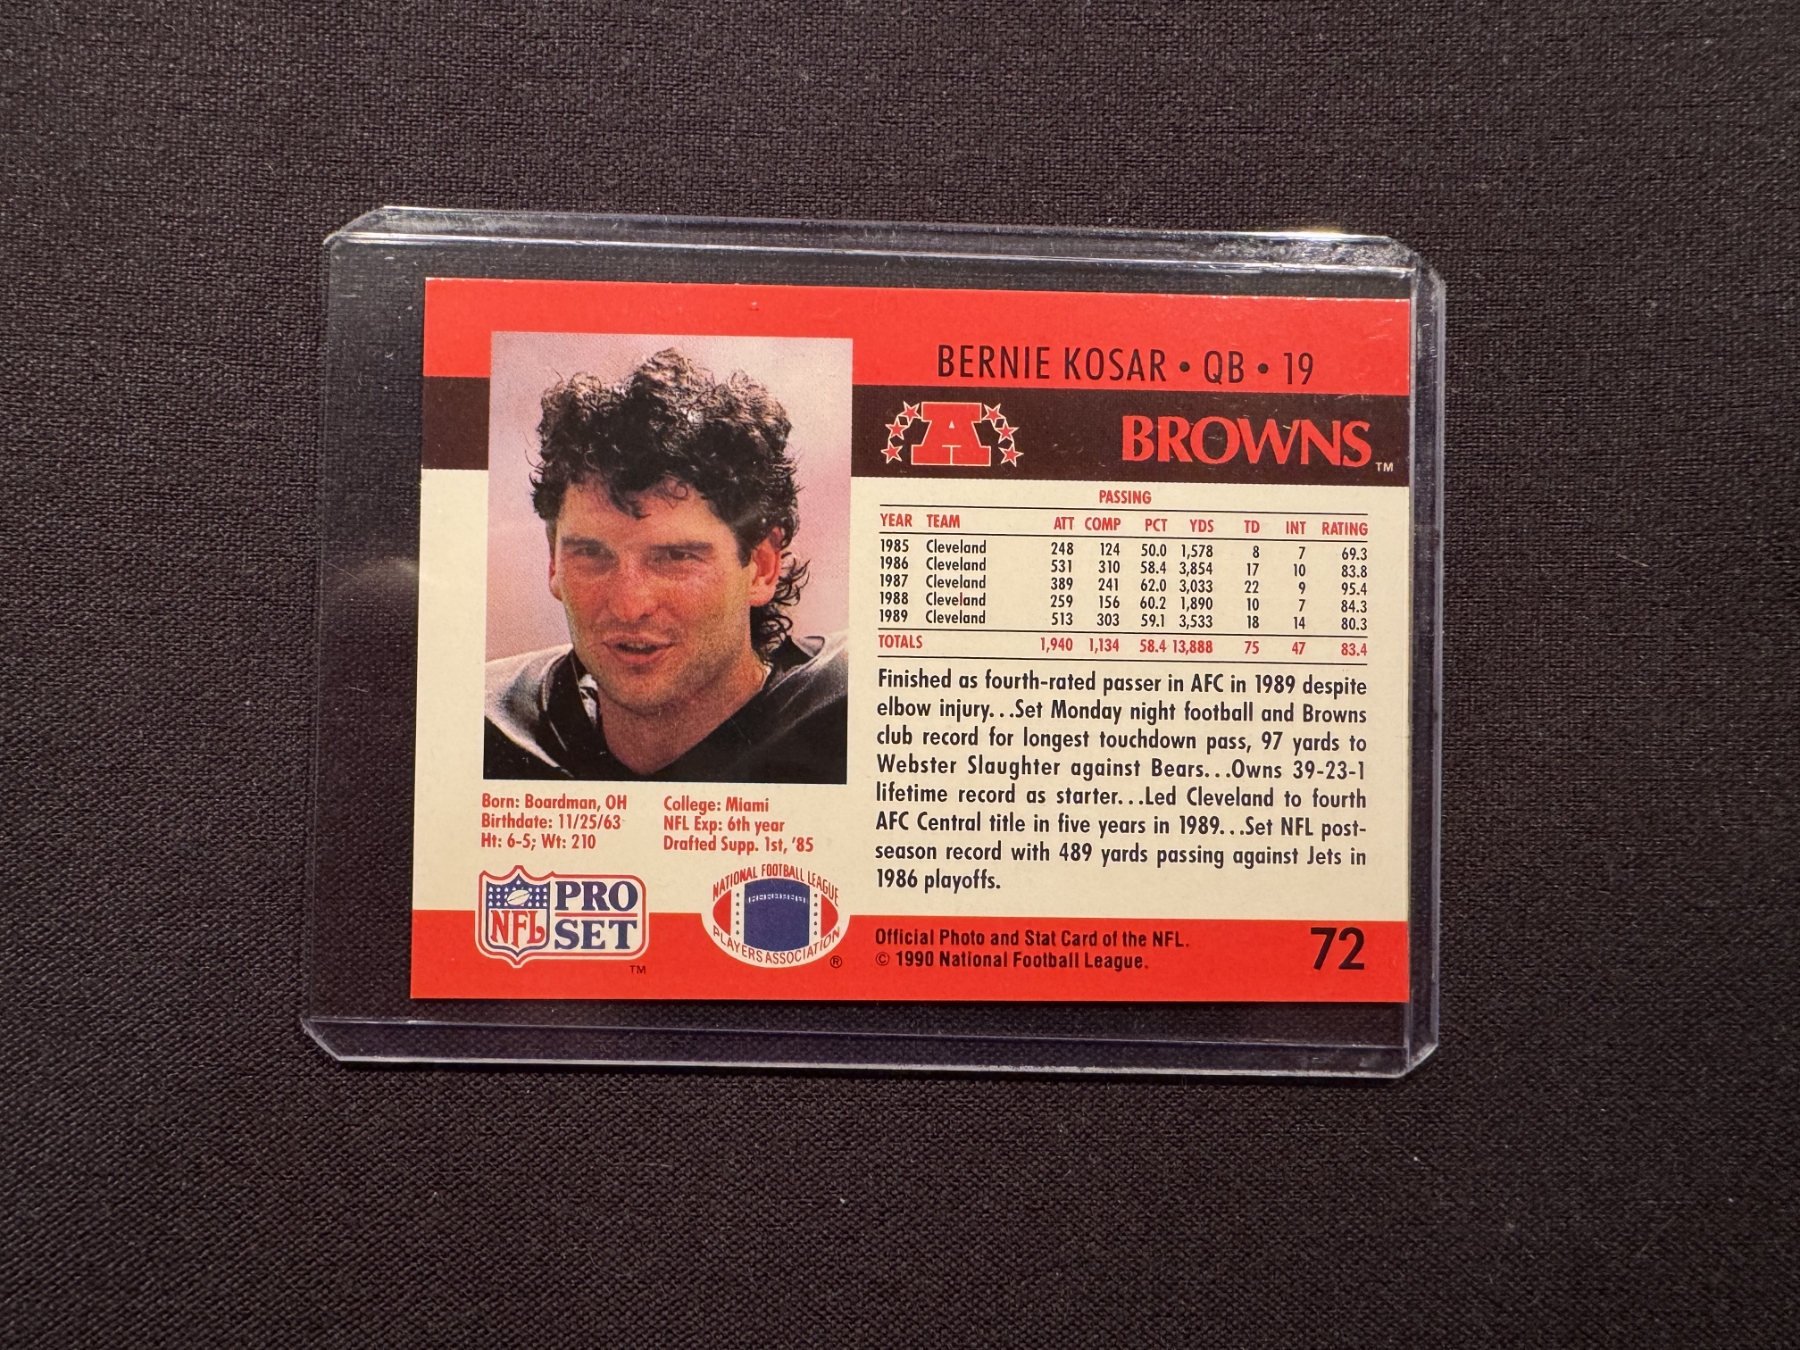 BERNIE KOSAR • QB • 19
A
BROWNS™
PASSING
YEAR TEAM ATT COMP PCT YDS TD INT RATING
1985 Cleveland 248 124 50.0 1,578 8 7 69.3
1986 Cleveland 531 310 58.4 3,854 17 10 83.8
1987 Cleveland 389 241 62.0 3,033 22 9 95.4
1988 Cleveland 259 156 60.2 1,890 10 7 84.3
1989 Cleveland 513 303 59.1 3,533 18 14 80.3
TOTALS 1,940 1,134 58.4 13,888 75 47 83.4
Finished as fourth-rated passer in AFC in 1989 despite
elbow injury...Set Monday night football and Browns
club record for longest touchdown pass, 97 yards to
Webster Slaughter against Bears...Owns 39-23-1
lifetime record as starter...Led Cleveland to fourth
AFC Central title in five years in 1989...Set NFL post-
season record with 489 yards passing against Jets in
1986 playoffs.
Born: Boardman, OH
Birthdate: 11/25/63
Ht: 6-5; Wt: 210
College: Miami
NFL Exp: 6th year
Drafted Supp. 1st, '85
NFL
PRO
SET
™
NATIONAL FOOTBALL LEAGUE
PLAYERS ASSOCIATION
®
Official Photo and Stat Card of the NFL.
© 1990 National Football League.
72